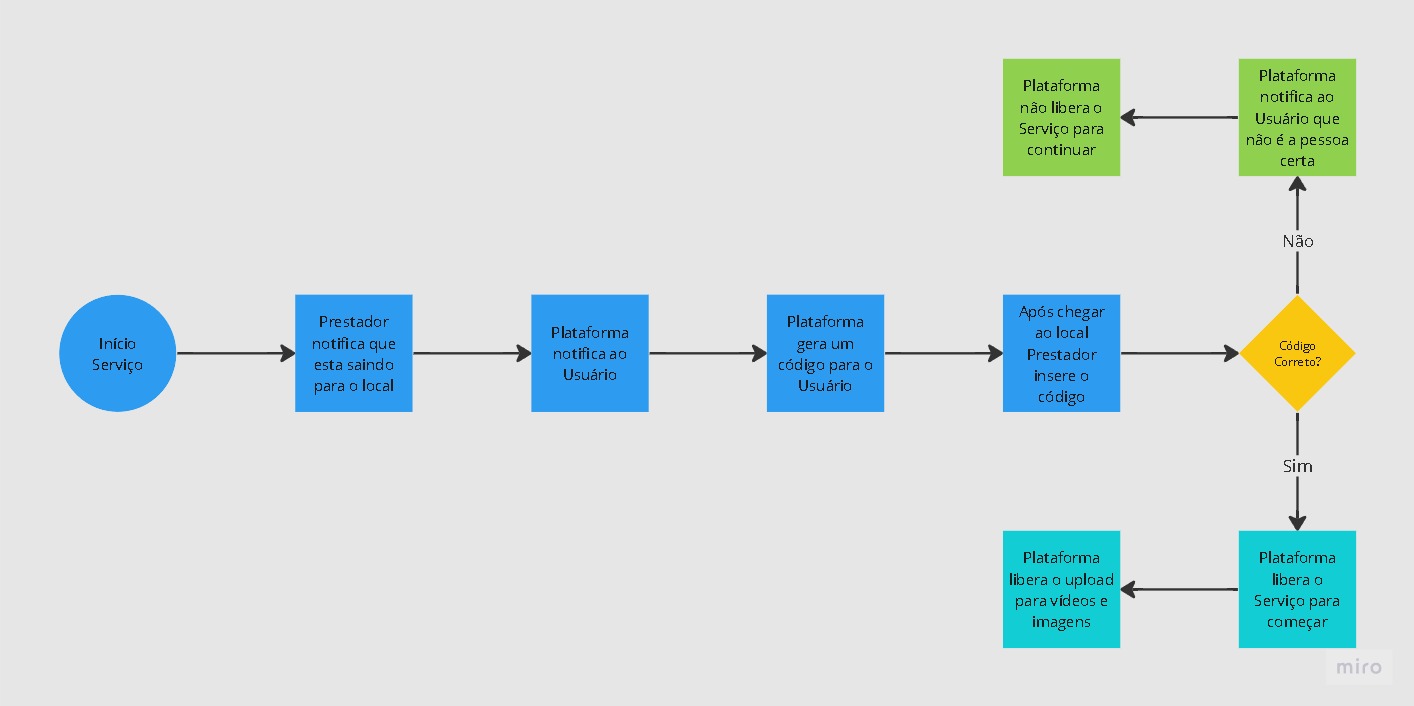 Início
Serviço
Prestador
notifica que
esta saindo
para o local
Plataforma
notifica ao
Usuário
Plataforma
gera um
código para o
Usuário
Após chegar
ao local
Prestador
insere o
código
Código
Correto?
Não
Plataforma
notifica ao
Usuário que
não é a pessoa
certa
Plataforma
não libera o
Serviço para
continuar
Sim
Plataforma
libera o
Serviço para
começar
Plataforma
libera o upload
para vídeos e
imagens
miro